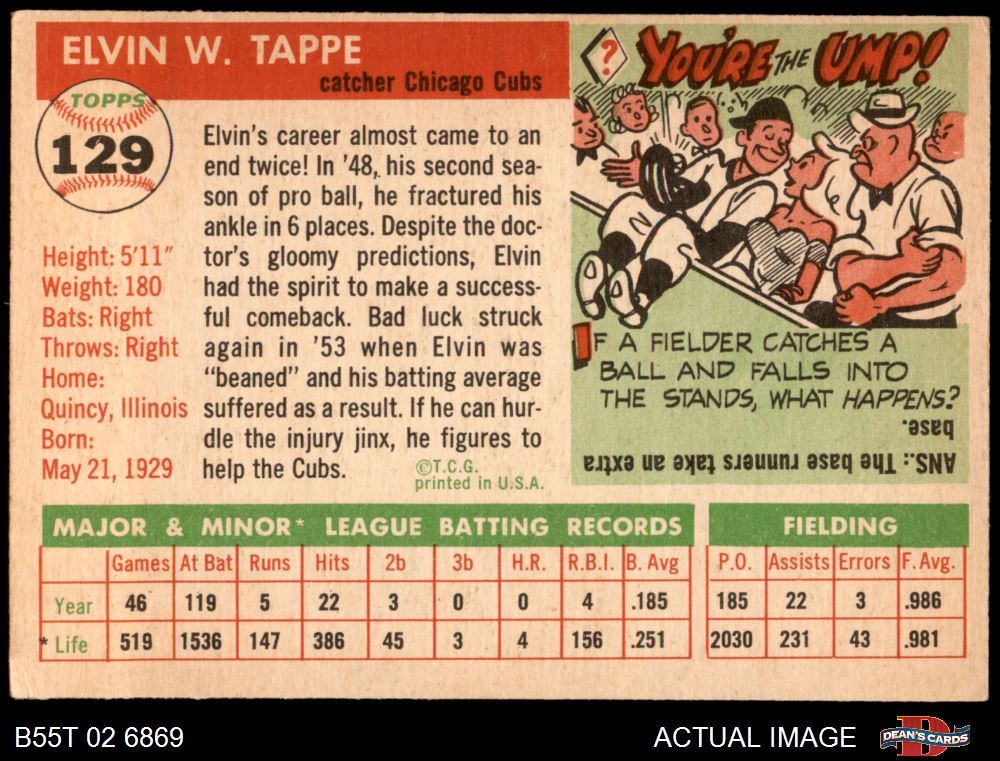 ELVIN W. TAPPE
catcher Chicago Cubs
TOPPS
129
Height: 5'11"
Weight: 180
Bats: Right
Throws: Right
Home:
Quincy, Illinois
Born:
May 21, 1929
Elvin's career almost came to an
end twice! In '48, his second sea-
son of pro ball, he fractured his
ankle in 6 places. Despite the doc-
tor's gloomy predictions, Elvin
had the spirit to make a success-
ful comeback. Bad luck struck
again in '53 when Elvin was
"beaned" and his batting average
suffered as a result. If he can hur-
dle the injury jinx, he figures to
help the Cubs.
©T.C.G.
printed in U.S.A.
?
YOU'RE THE UMP!
IF A FIELDER CATCHES A
BALL AND FALLS INTO
THE STANDS, WHAT HAPPENS?
ANS.: The base runners take an extra
base.
MAJOR & MINOR* LEAGUE BATTING RECORDS
Games At Bat Runs Hits 2b 3b H.R. R.B.I. B. Avg
Year 46 119 5 22 3 0 0 4 .185
* Life 519 1536 147 386 45 3 4 156 .251
FIELDING
P.O. Assists Errors F. Avg.
185 22 3 .986
2030 231 43 .981
B55T 02 6869
ACTUAL IMAGE
D
DEAN'S CARDS